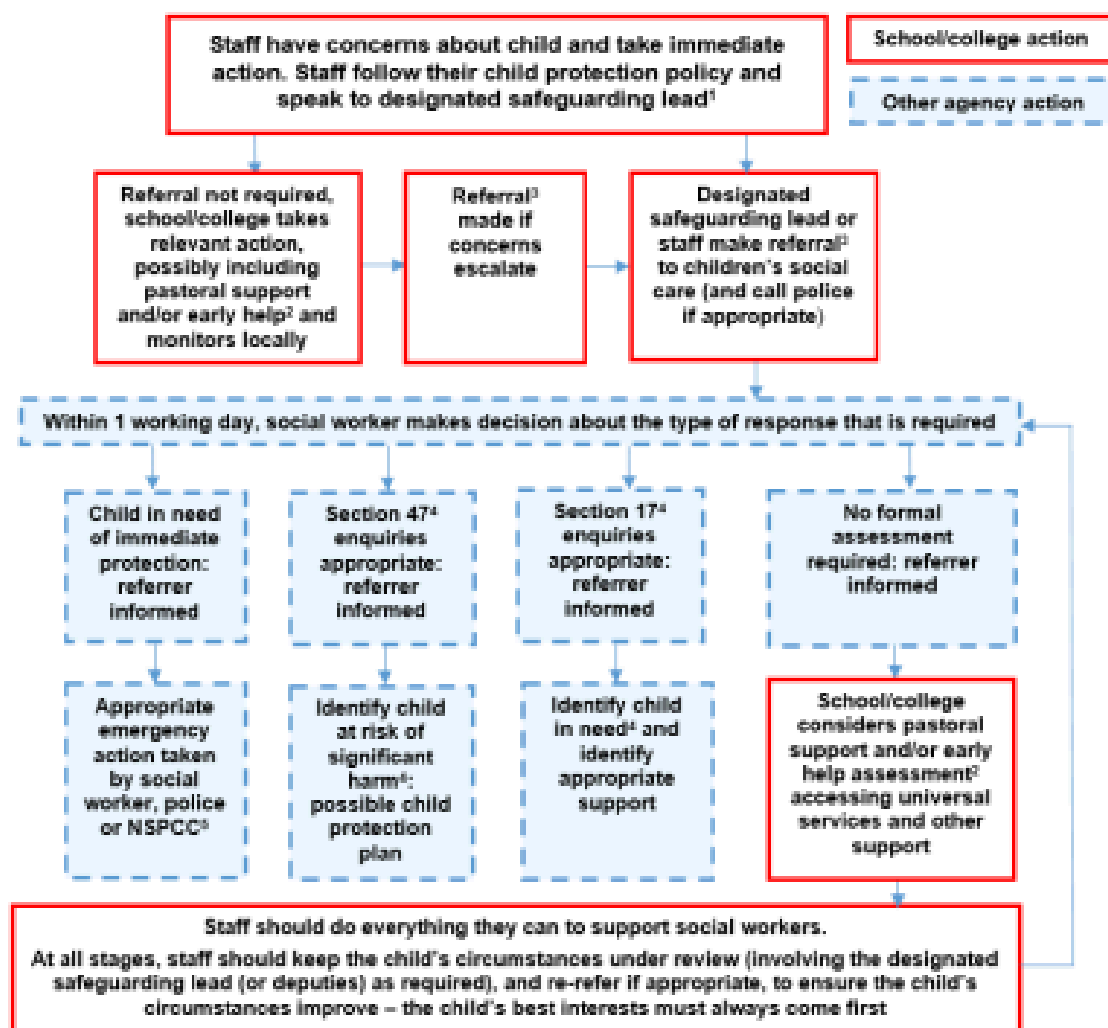 Staff have concerns about child and take immediate
action. Staff follow their child protection policy and
speak to designated safeguarding lead¹
School/college action
Other agency action
Referral not required,
school/college takes
relevant action,
possibly including
pastoral support
and/or early help² and
monitors locally
Referral³
made if
concerns
escalate
Designated
safeguarding lead or
staff make referral³
to children's social
care (and call police
if appropriate)
Within 1 working day, social worker makes decision about the type of response that is required
Child in need
of immediate
protection:
referrer
informed
Section 47⁴
enquiries
appropriate:
referrer
informed
Section 17⁴
enquiries
appropriate:
referrer
informed
No formal
assessment
required: referrer
informed
Appropriate
emergency
action taken
by social
worker, police
or NSPCC⁵
Identify child
at risk of
significant
harm⁴:
possible child
protection
plan
Identify child
in need⁴ and
identify
appropriate
support
School/college
considers pastoral
support and/or early
help assessment²
accessing universal
services and other
support
Staff should do everything they can to support social workers.
At all stages, staff should keep the child's circumstances under review (involving the designated
safeguarding lead (or deputies) as required), and re-refer if appropriate, to ensure the child's
circumstances improve – the child's best interests must always come first